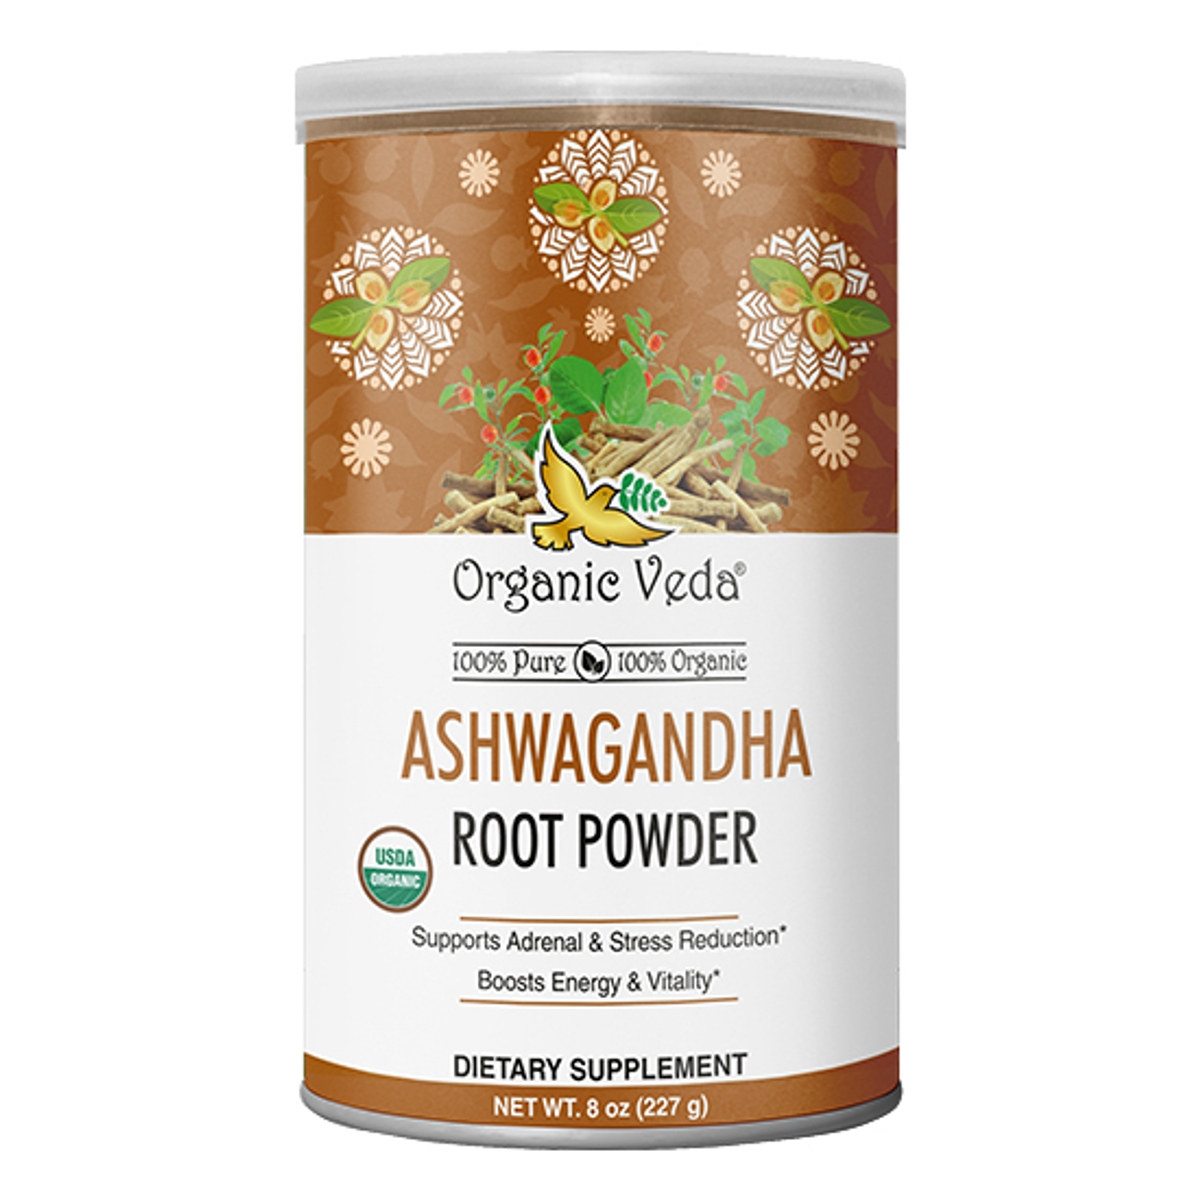 Organic Veda®
100% Pure 100% Organic
ASHWAGANDHA
ROOT POWDER
USDA
ORGANIC
Supports Adrenal & Stress Reduction*
Boosts Energy & Vitality*
DIETARY SUPPLEMENT
NET WT. 8 oz (227 g)